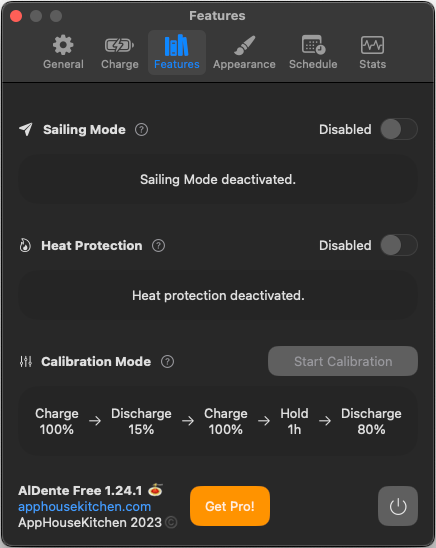 Features
General
Charge
Features
Appearance
Schedule
Stats
Sailing Mode ? Disabled
Sailing Mode deactivated.
Heat Protection ? Disabled
Heat protection deactivated.
Calibration Mode ? Start Calibration
Charge 100% → Discharge 15% → Charge 100% → Hold 1h → Discharge 80%
AlDente Free 1.24.1
apphousekitchen.com
AppHouseKitchen 2023 ©
Get Pro!